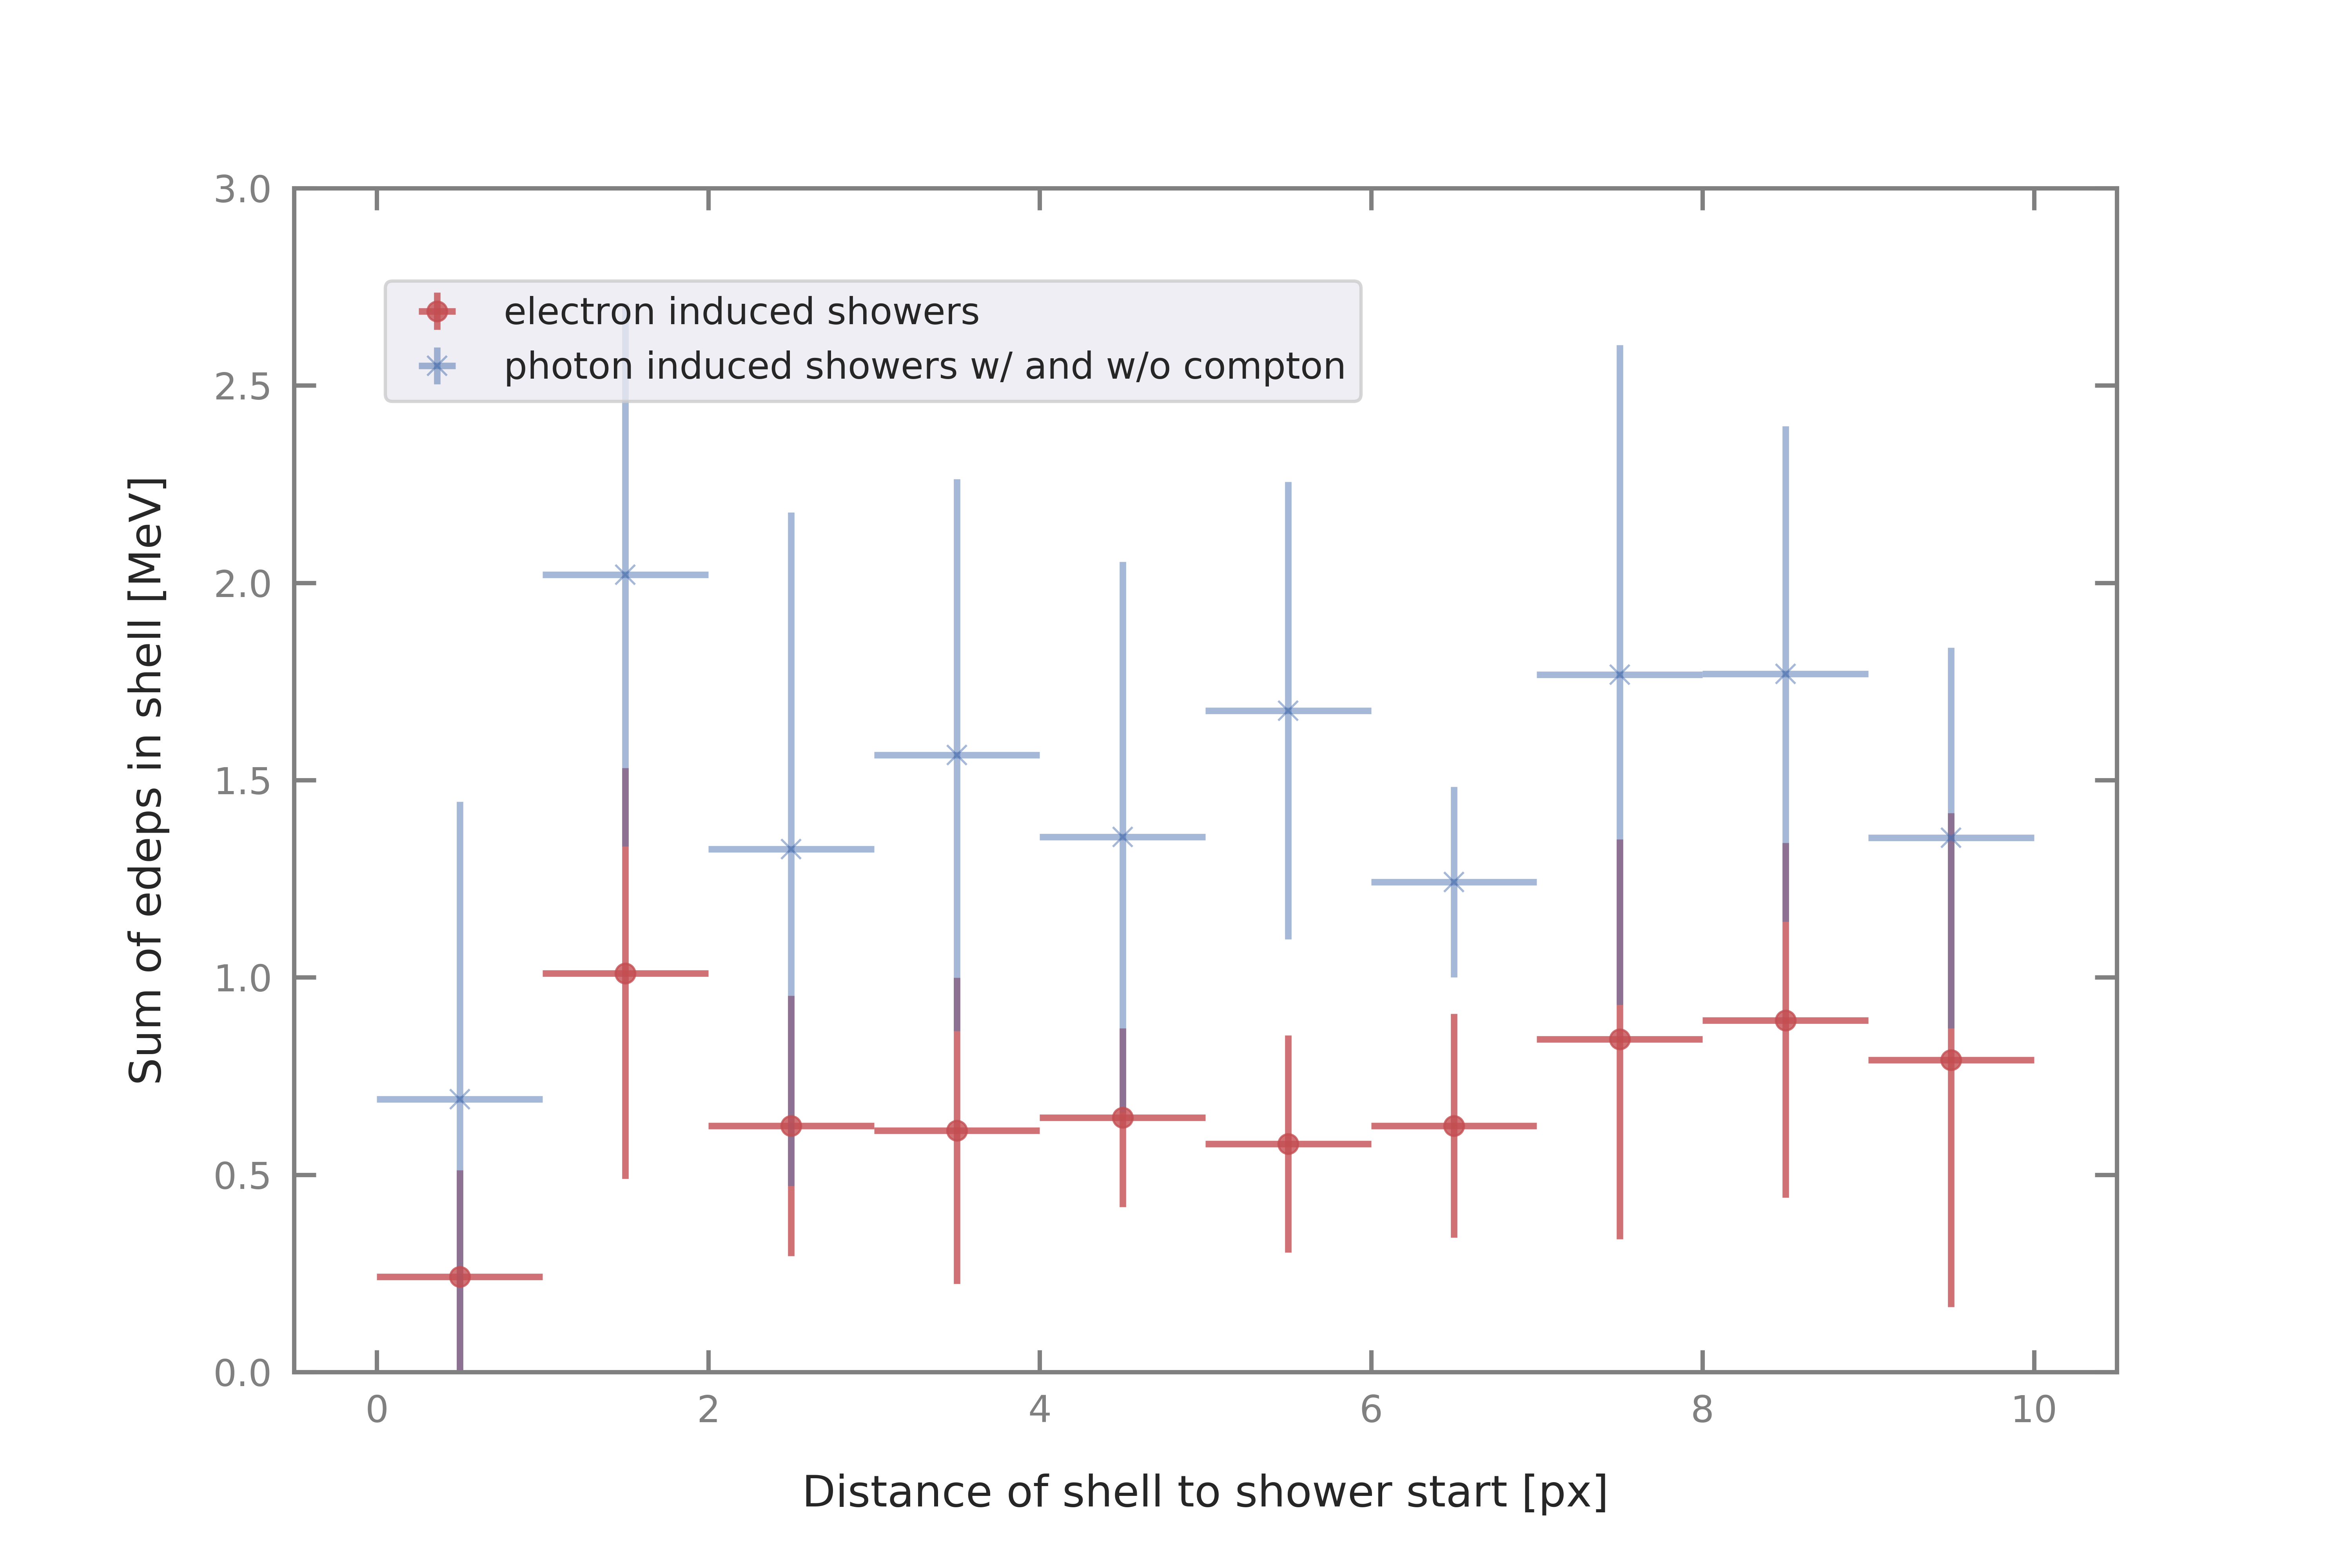 3.0
electron induced showers
photon induced showers w/ and w/o compton
2.5
2.0
1.5
1.0
0.5
0.0
Sum of edeps in shell [MeV]
0 2 4 6 8 10
Distance of shell to shower start [px]